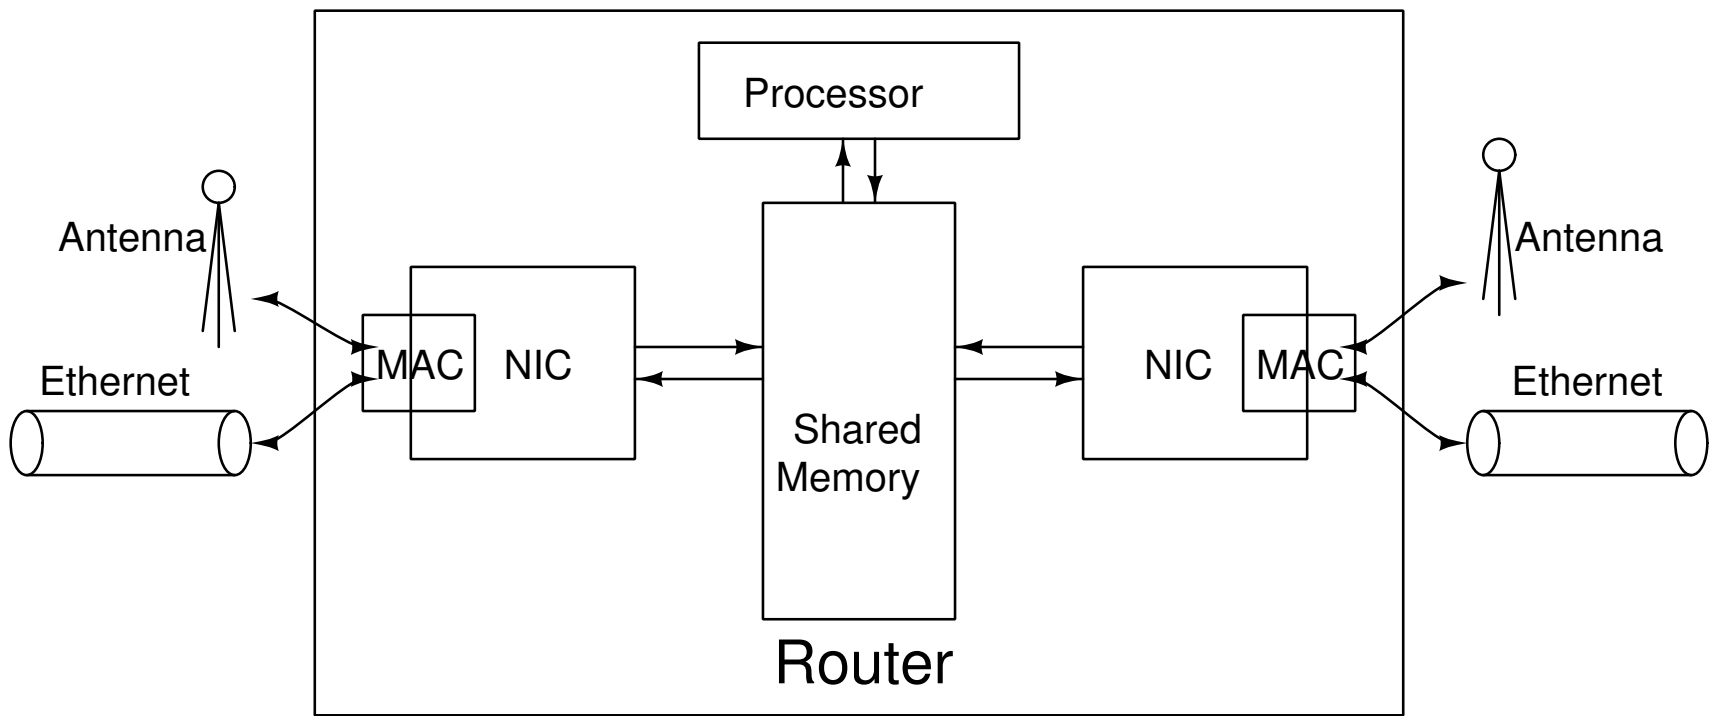 Processor
Antenna
Antenna
MAC
NIC
NIC
MAC
Ethernet
Ethernet
Shared
Memory
Router